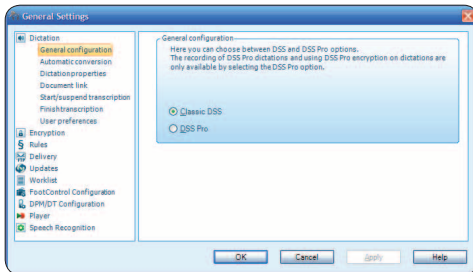 General Settings
Dictation
General configuration
Automatic conversion
Dictation properties
Document link
Start/suspend transcription
Finish transcription
User preferences
Encryption
Rules
Delivery
Updates
Worklist
FootControl Configuration
DPM/DT Configuration
Player
Speech Recognition
General configuration
Here you can choose between DSS and DSS Pro options.
The recording of DSS Pro dictations and using DSS Pro encryption on dictations are
only available by selecting the DSS Pro option.
Classic DSS
DSS Pro
OK Cancel Apply Help